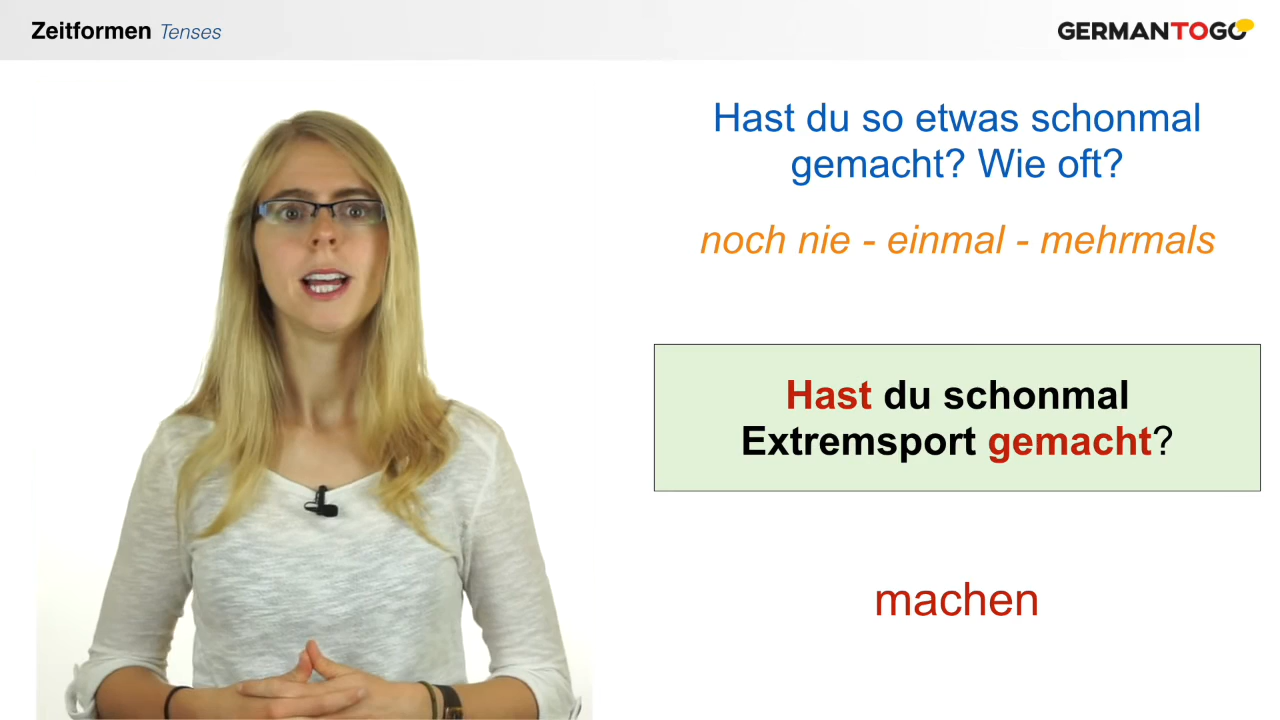 Zeitformen Tenses
GERMANTOGO
Hast du so etwas schonmal
gemacht? Wie oft?
noch nie - einmal - mehrmals
Hast du schonmal
Extremsport gemacht?
machen